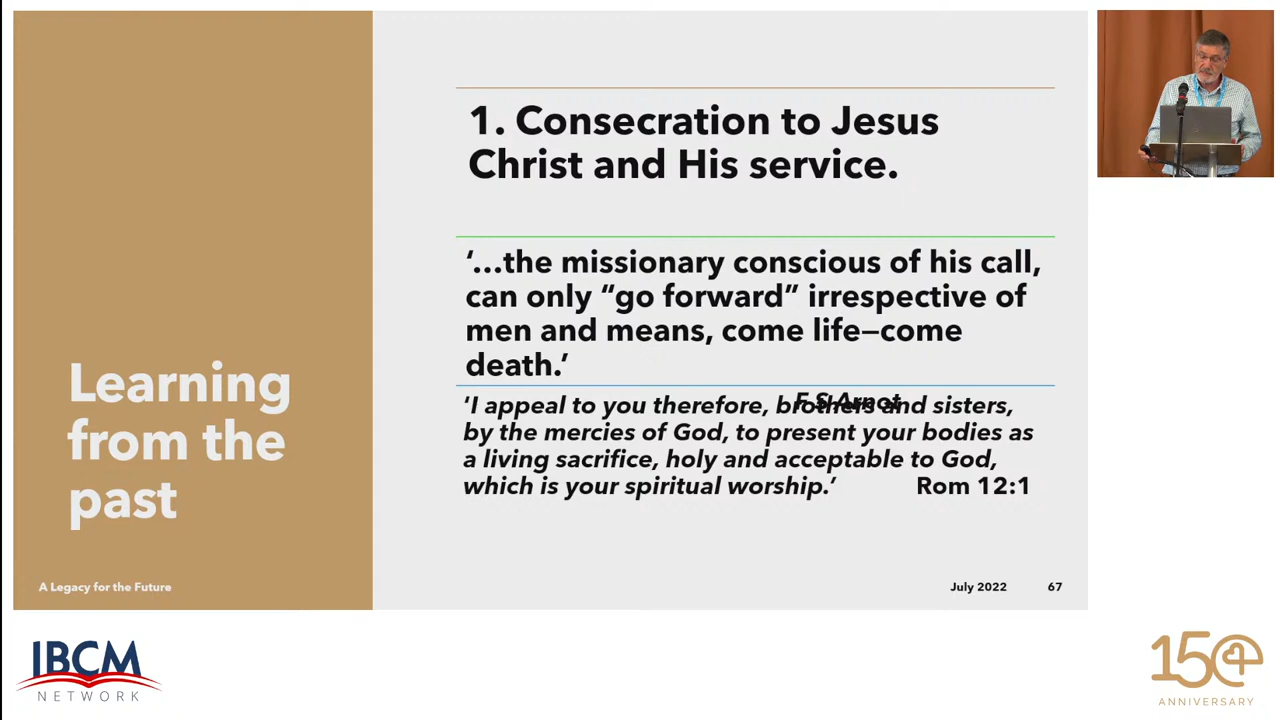 1. Consecration to Jesus
Christ and His service.
‘…the missionary conscious of his call,
can only “go forward” irrespective of
men and means, come life—come
death.’
F S Arnot
‘I appeal to you therefore, brothers and sisters,
by the mercies of God, to present your bodies as
a living sacrifice, holy and acceptable to God,
which is your spiritual worship.’ Rom 12:1
Learning
from the
past
A Legacy for the Future
July 2022 67
IBCM
NETWORK
150
ANNIVERSARY